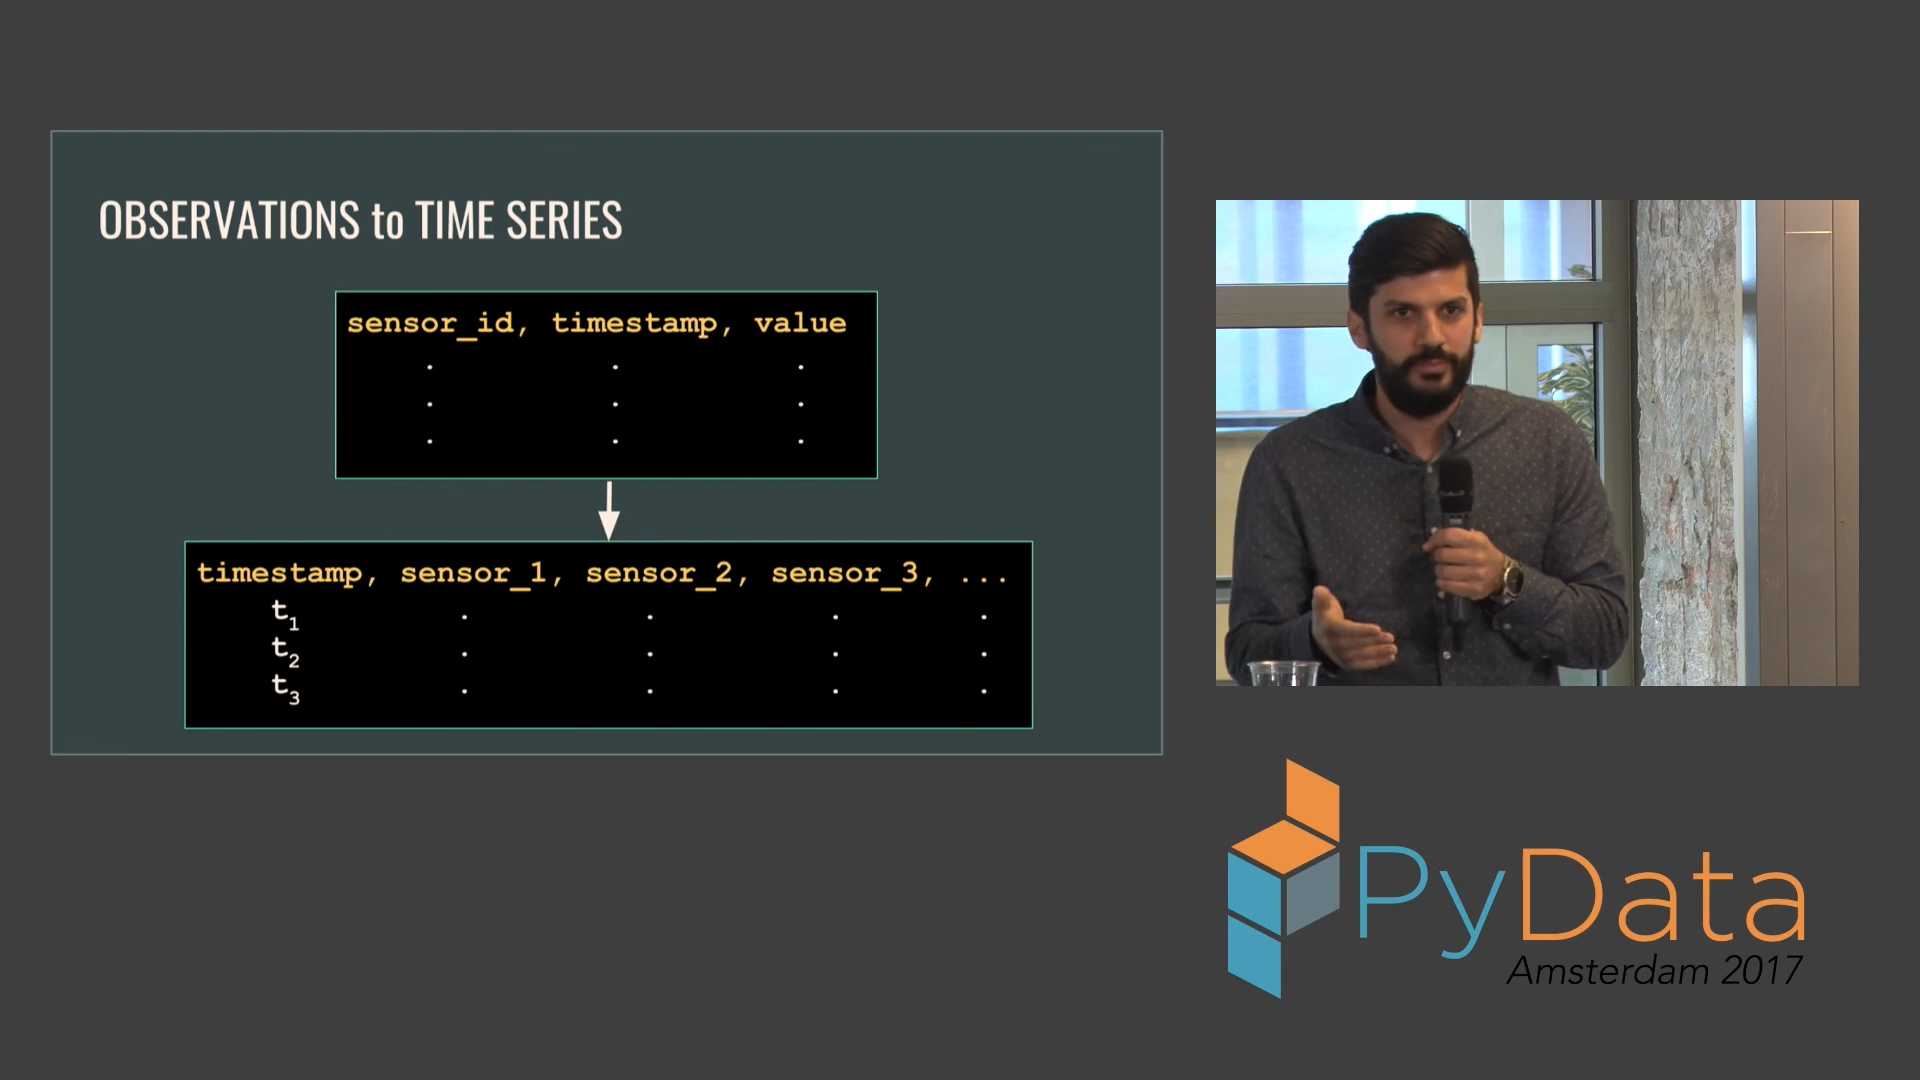 OBSERVATIONS to TIME SERIES
sensor_id, timestamp, value
. . .
. . .
. . .
timestamp, sensor_1, sensor_2, sensor_3, ...
t1 . . . .
t2 . . . .
t3 . . . .
PyData
Amsterdam 2017